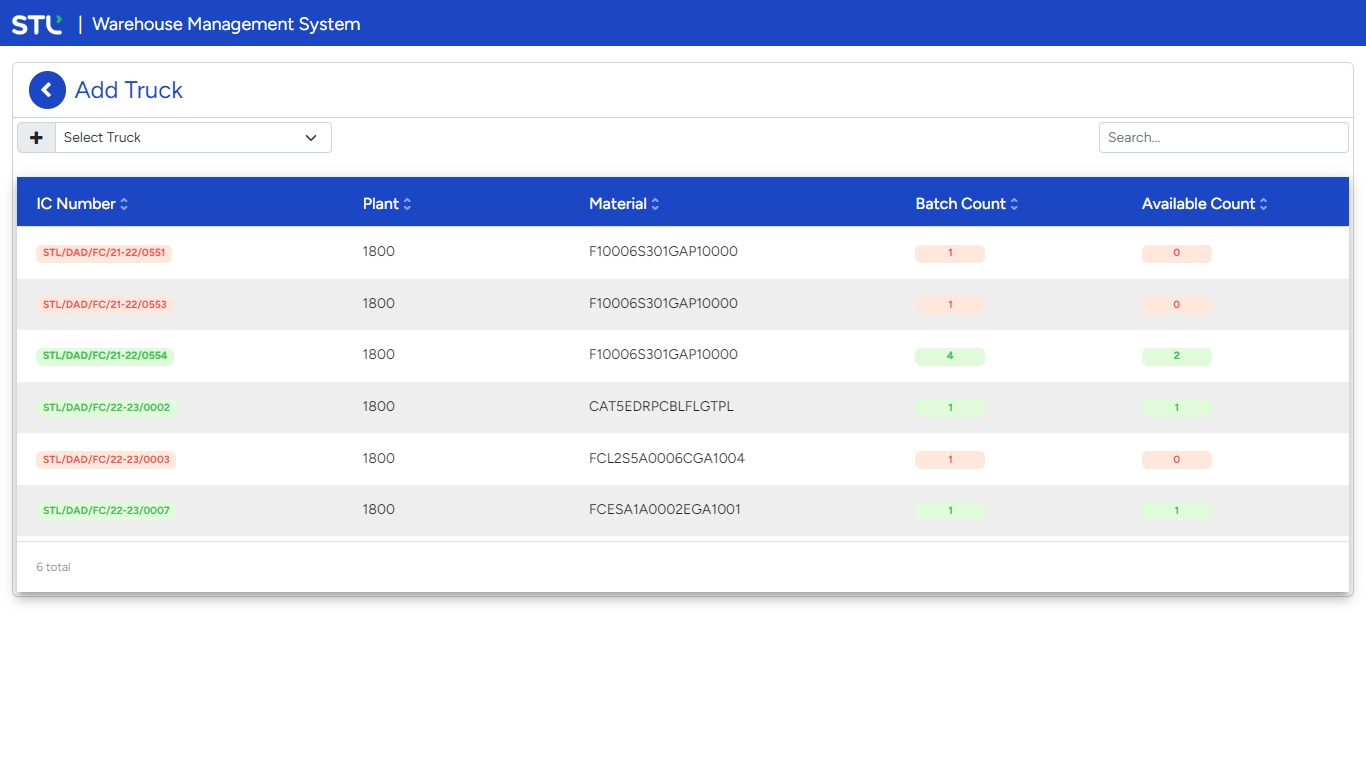 STL | Warehouse Management System
Add Truck
Select Truck
Search...
IC Number Plant Material Batch Count Available Count
STL/DAD/FC/21-22/0551 1800 F10006S301GAP10000 1 0
STL/DAD/FC/21-22/0553 1800 F10006S301GAP10000 1 0
STL/DAD/FC/21-22/0554 1800 F10006S301GAP10000 4 2
STL/DAD/FC/22-23/0002 1800 CAT5EDRPCBLFLGTPL 1 1
STL/DAD/FC/22-23/0003 1800 FCL2S5A0006CGA1004 1 0
STL/DAD/FC/22-23/0007 1800 FCESA1A0002EGA1001 1 1
6 total